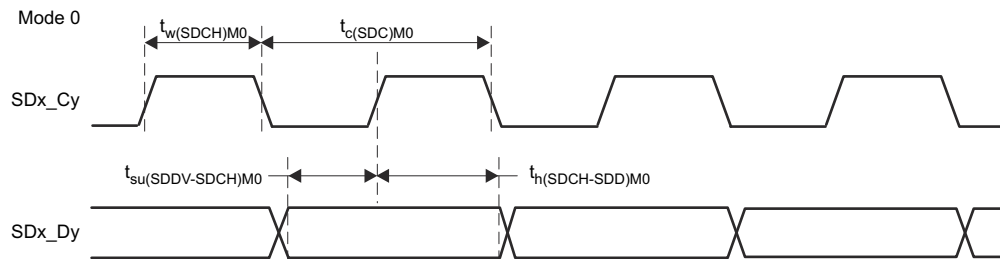 Mode 0
tw(SDCH)M0
tc(SDC)M0
SDx_Cy
tsu(SDDV-SDCH)M0
th(SDCH-SDD)M0
SDx_Dy